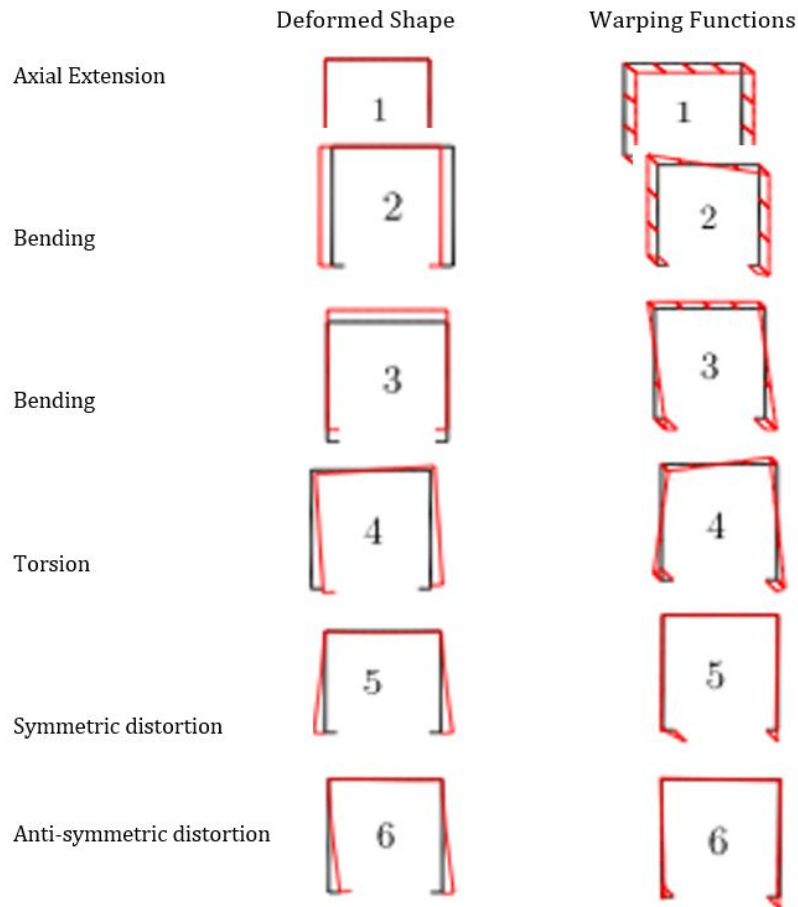 Deformed Shape Warping Functions
Axial Extension 1 1
Bending 2 2
Bending 3 3
Torsion 4 4
Symmetric distortion 5 5
Anti-symmetric distortion 6 6